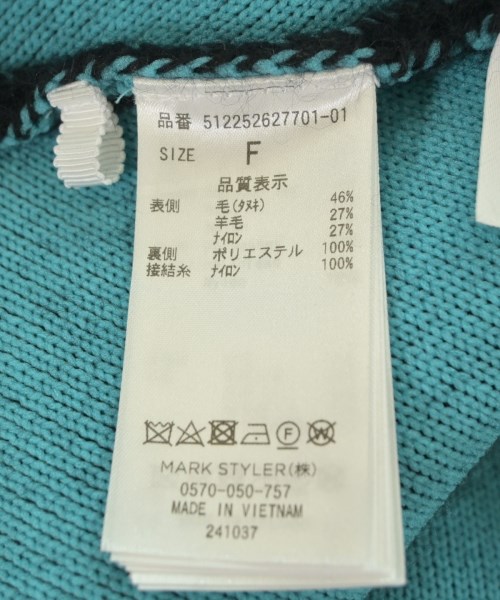 品番 512252627701-01
SIZE F
品質表示
表側 毛(ﾀﾇｷ) 46%
羊毛 27%
ﾅｲﾛﾝ 27%
裏側 ポリエステル 100%
接結糸 ﾅｲﾛﾝ 100%
MARK STYLER(株)
0570-050-757
MADE IN VIETNAM
241037